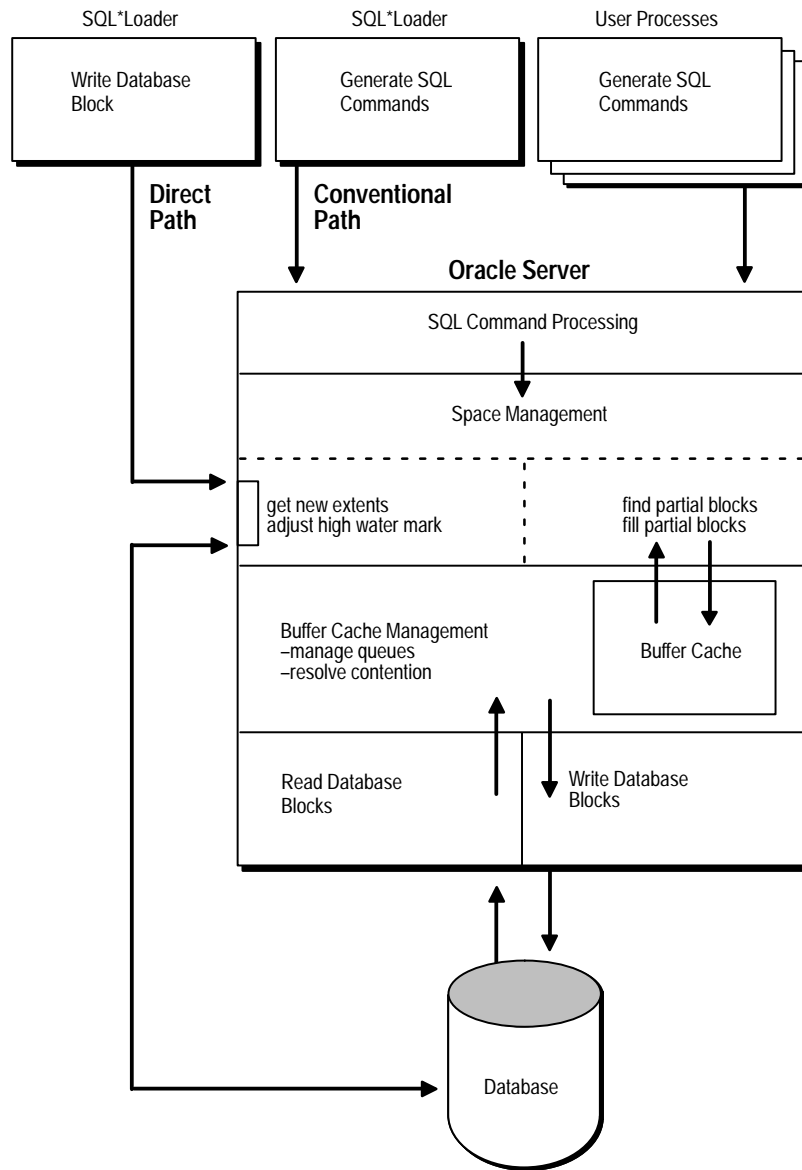 SQL*Loader
SQL*Loader
User Processes
Write Database
Block
Generate SQL
Commands
Generate SQL
Commands
Direct
Path
Conventional
Path
Oracle Server
SQL Command Processing
Space Management
get new extents
adjust high water mark
find partial blocks
fill partial blocks
Buffer Cache Management
–manage queues
–resolve contention
Buffer Cache
Read Database
Blocks
Write Database
Blocks
Database